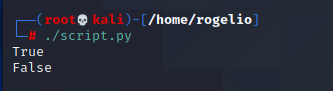 ┌──(root💀kali)-[/home/rogelio]
└─# ./script.py
True
False